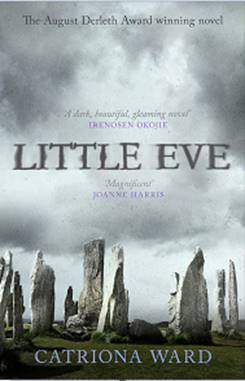 The August Derleth Award winning novel
'A dark, beautiful, gleaming novel'
IRENOSEN OKOJIE
LITTLE EVE
'Magnificent'
JOANNE HARRIS
CATRIONA WARD